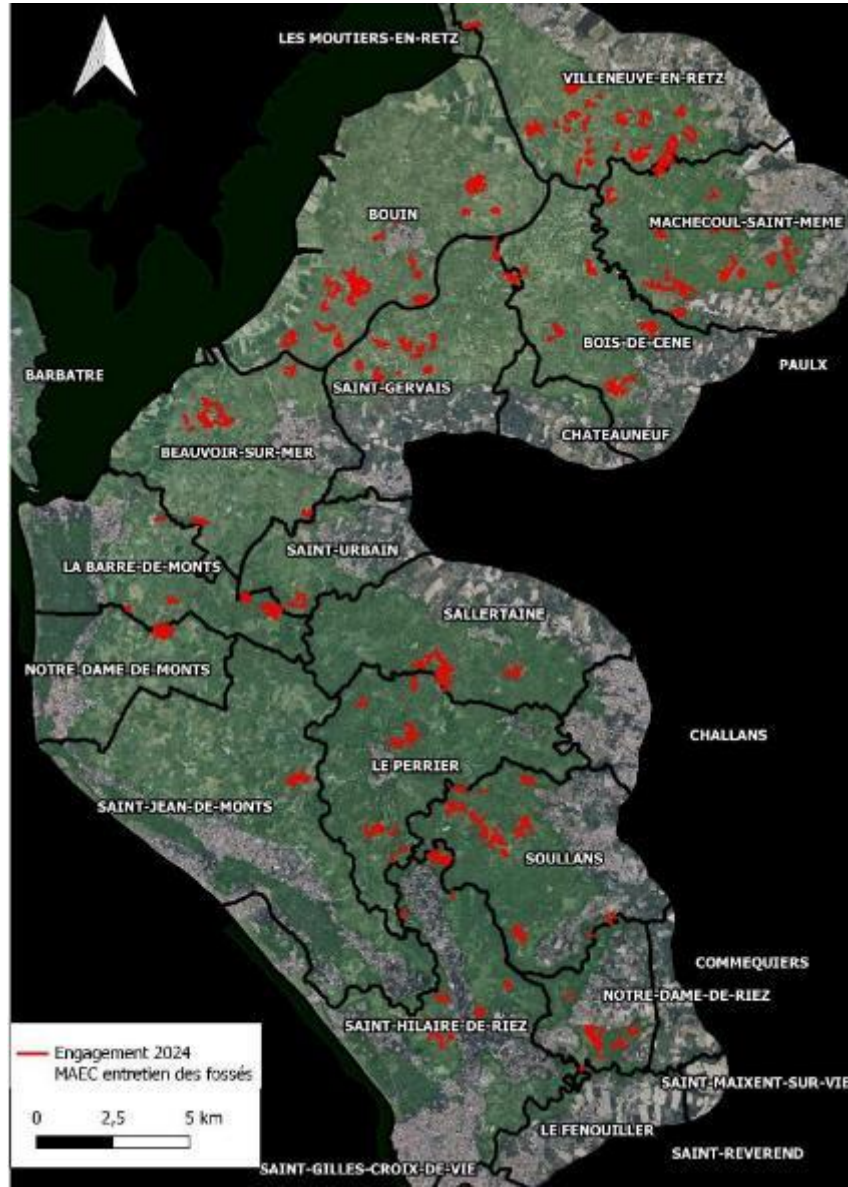 LES MOUTIERS-EN-RETZ
VILLENEUVE-EN-RETZ
BOUIN
MACHECOUL-SAINT-MEME
BOIS-DE-CENE
PAULX
BARBATRE
SAINT-GERVAIS
CHATEAUNEUF
BEAUVOIR-SUR-MER
SAINT-URBAIN
LA BARRE-DE-MONTS
SALLERTAINE
NOTRE-DAME-DE-MONTS
CHALLANS
LE PERRIER
SAINT-JEAN-DE-MONTS
SOULLANS
COMMEQUIERS
NOTRE-DAME-DE-RIEZ
SAINT-HILAIRE-DE-RIEZ
Engagement 2024
MAEC entretien des fossés
0 2,5 5 km
SAINT-MAIXENT-SUR-VIE
LE FENOUILLER
SAINT-REVEREND
SAINT-GILLES-CROIX-DE-VIE